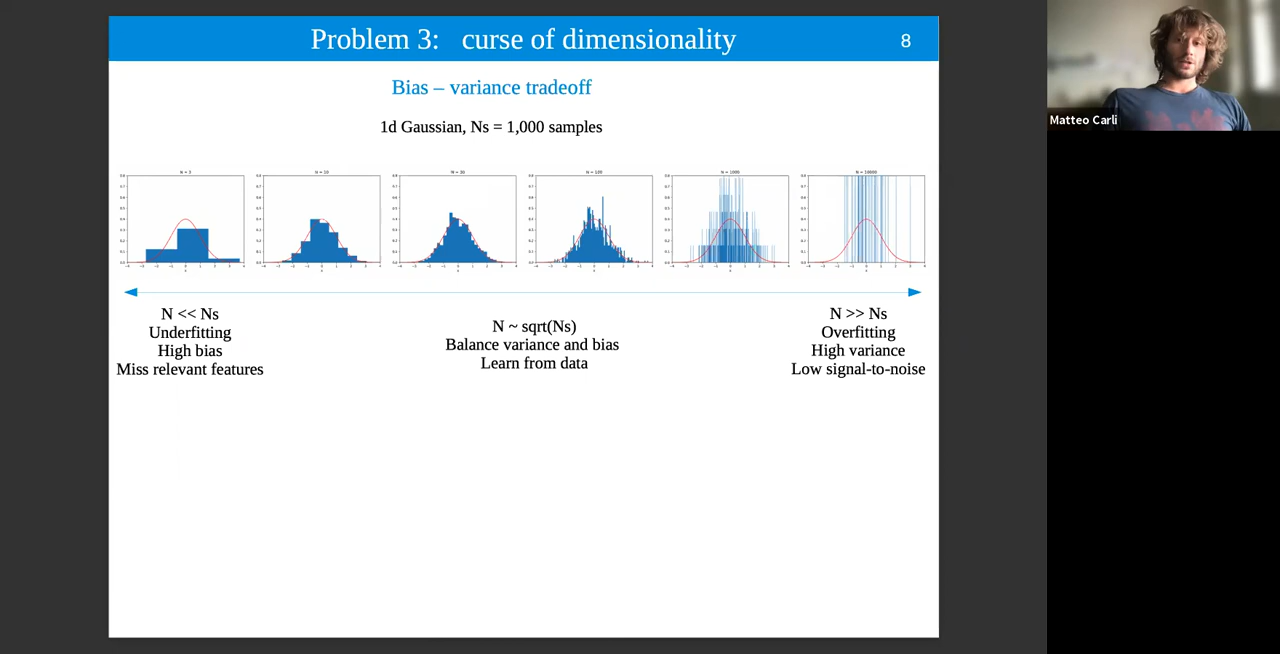 Problem 3: curse of dimensionality
8
Bias – variance tradeoff
1d Gaussian, Ns = 1,000 samples
N << Ns
Underfitting
High bias
Miss relevant features
N ~ sqrt(Ns)
Balance variance and bias
Learn from data
N >> Ns
Overfitting
High variance
Low signal-to-noise
Matteo Carli